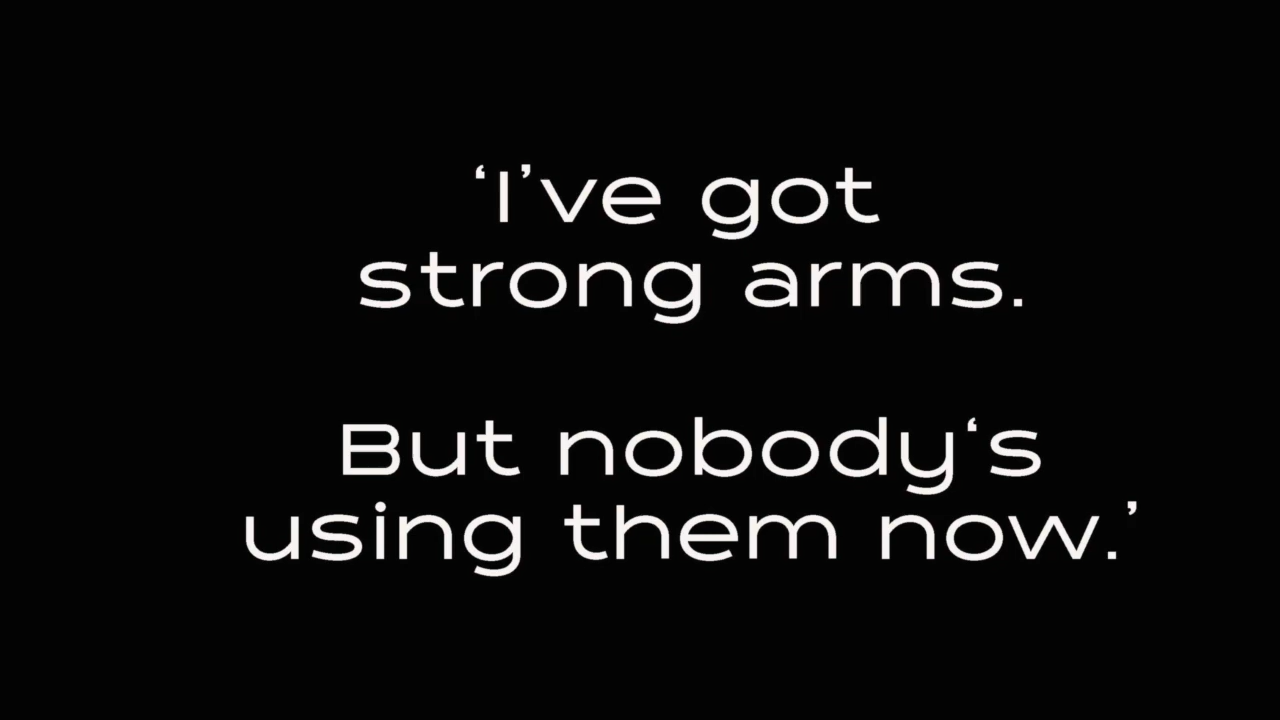 ‘I’ve got
strong arms.
But nobody‘s
using them now.’